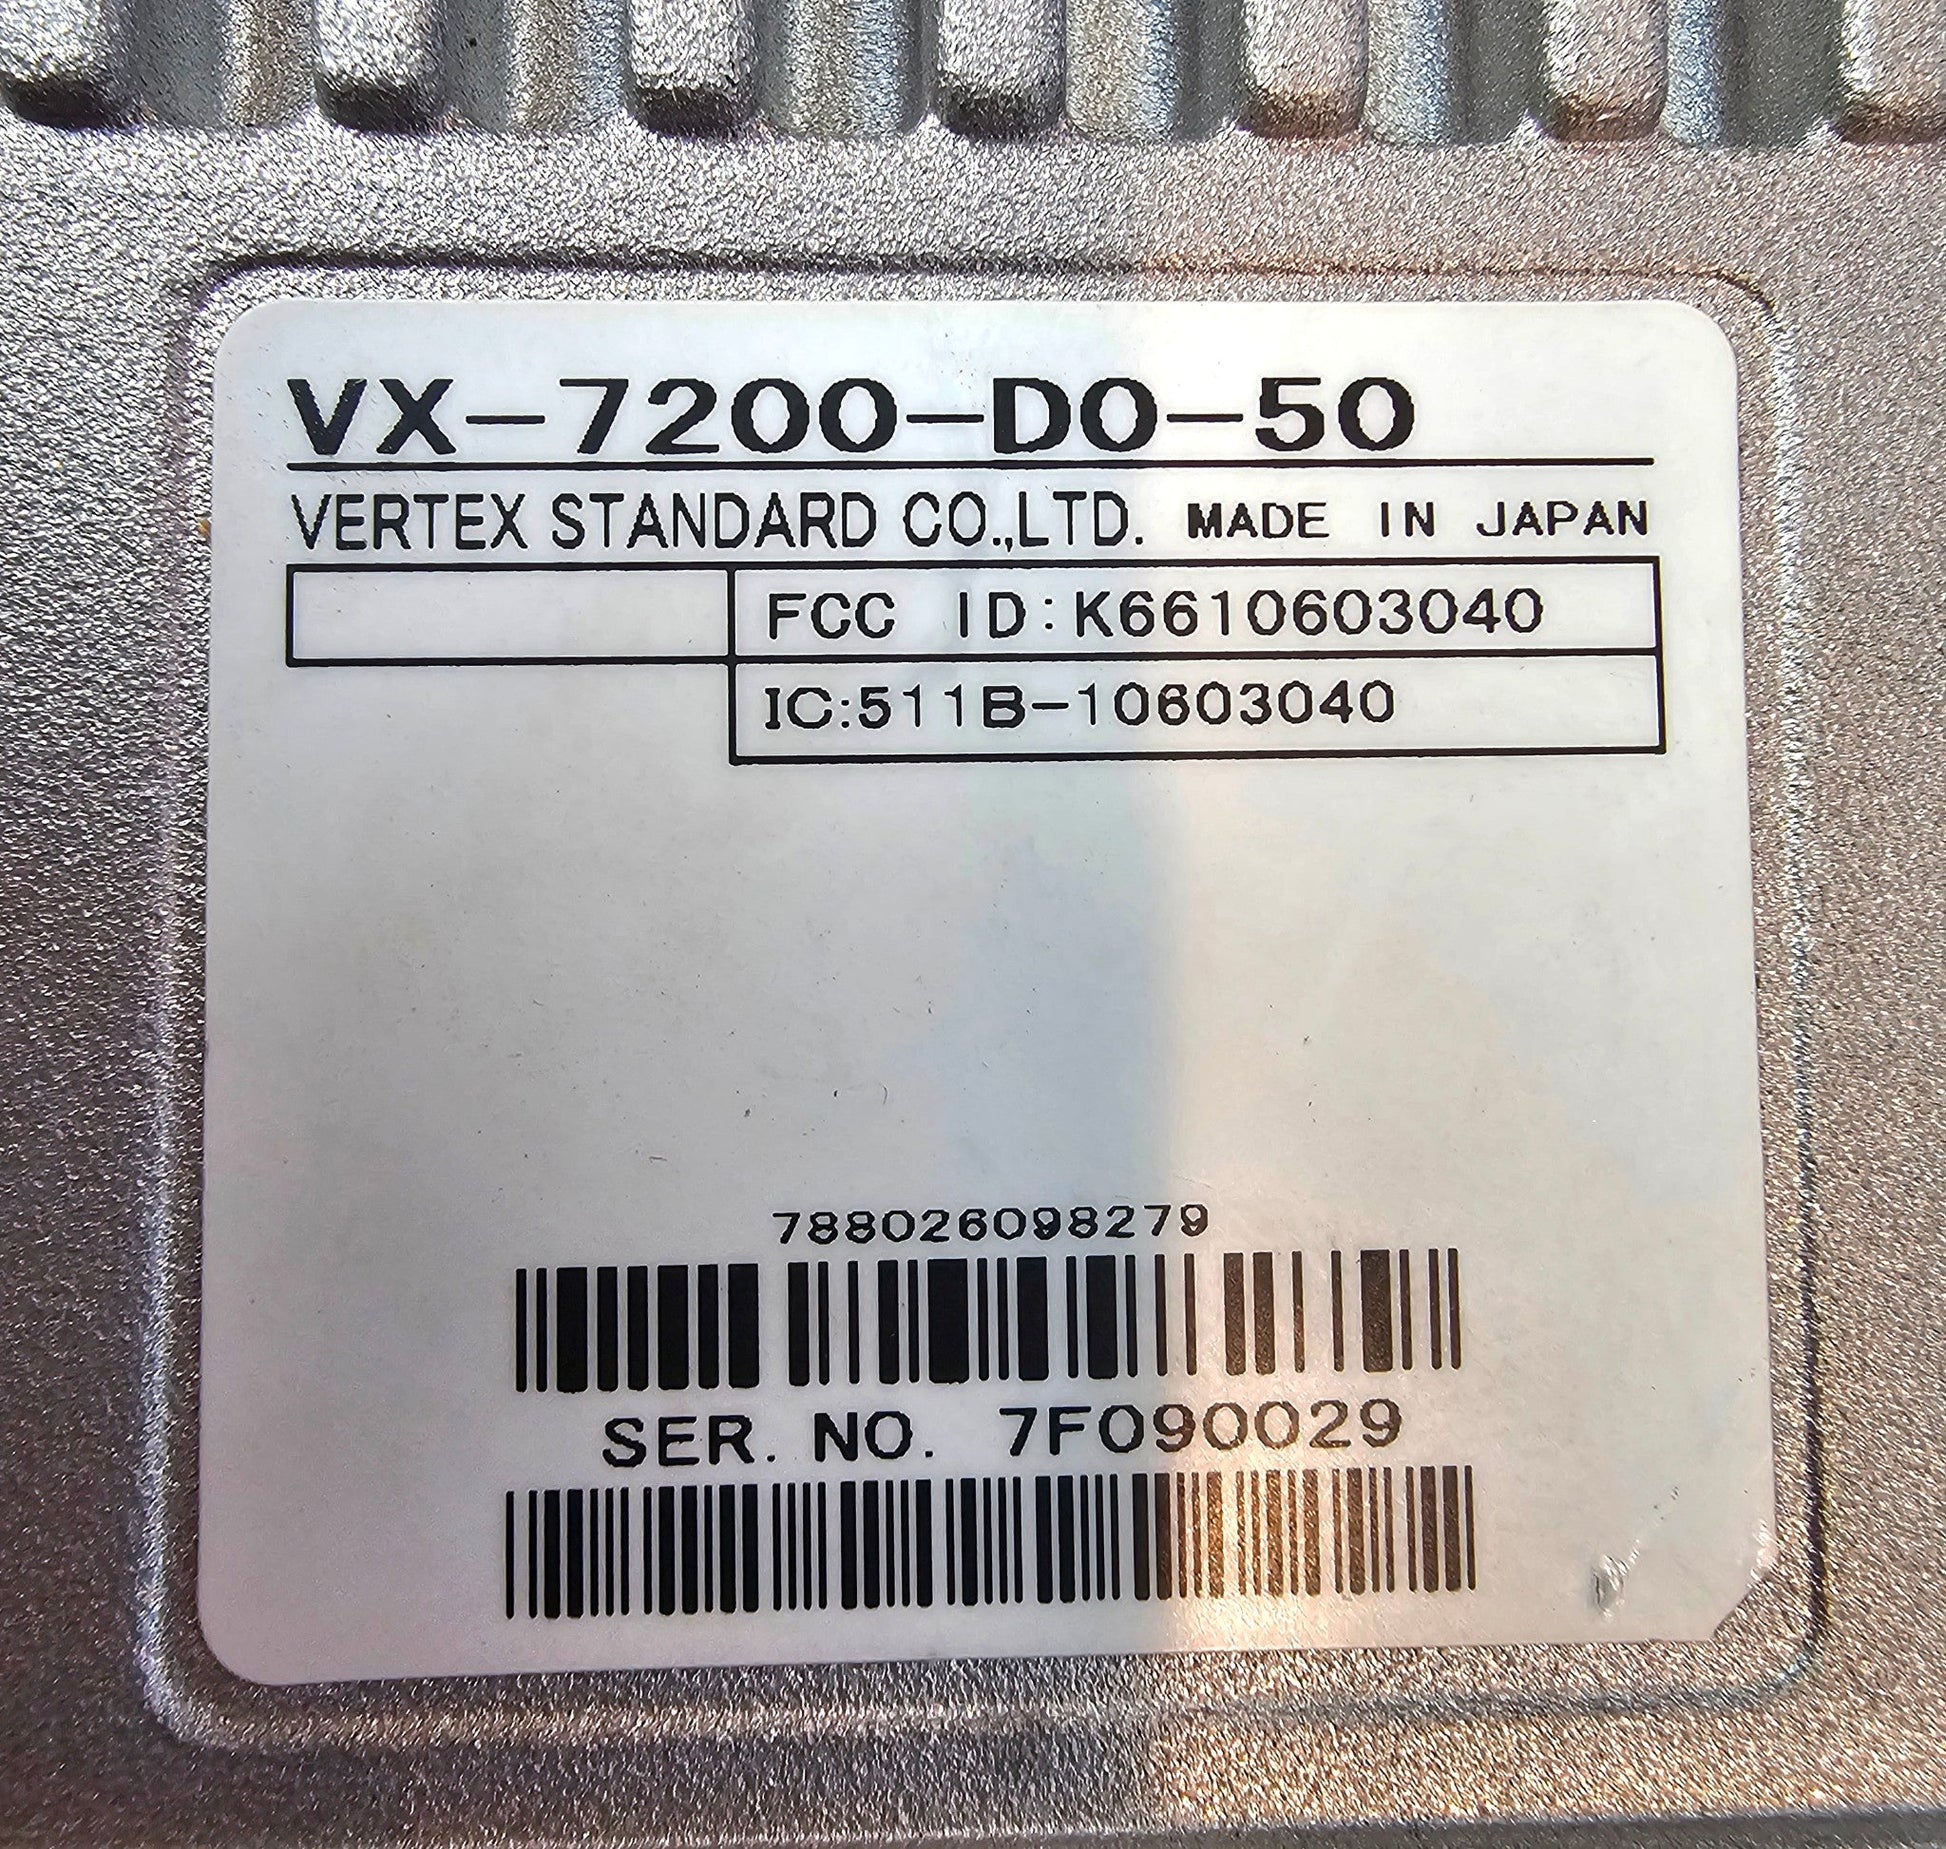 VX-7200-D0-50
VERTEX STANDARD CO.,LTD. MADE IN JAPAN
FCC ID:K6610603040
IC:511B-10603040
788026098279
SER. NO. 7F090029